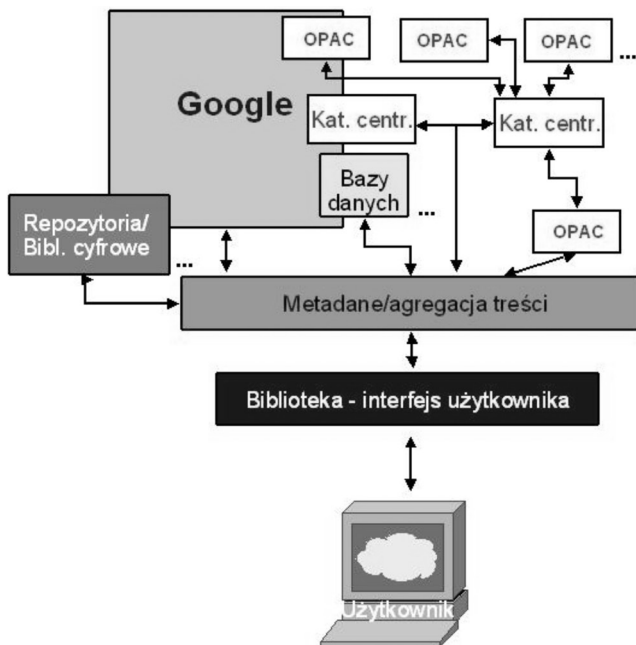 OPAC
OPAC
OPAC
...
Google
Kat. centr.
Kat. centr.
Bazy
danych
...
Repozytoria/
Bibl. cyfrowe
...
OPAC
Metadane/agregacja treści
Biblioteka - interfejs użytkownika
Użytkownik